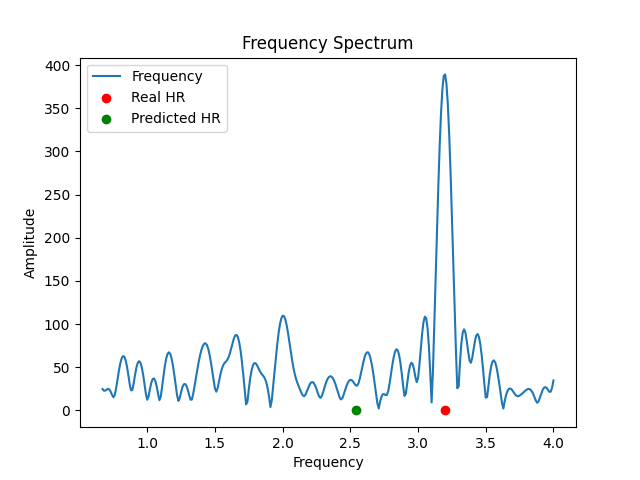 Frequency Spectrum
Frequency
Real HR
Predicted HR
Amplitude
400
350
300
250
200
150
100
50
0
1.0 1.5 2.0 2.5 3.0 3.5 4.0
Frequency